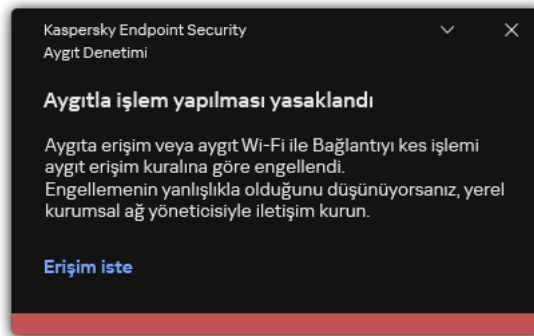 Kaspersky Endpoint Security
Aygıt Denetimi
Aygıtla işlem yapılması yasaklandı
Aygıta erişim veya aygıt Wi-Fi ile Bağlantıyı kes işlemi
aygıt erişim kuralına göre engellendi.
Engellemenin yanlışlıkla olduğunu düşünüyorsanız, yerel
kurumsal ağ yöneticisiyle iletişim kurun.
Erişim iste